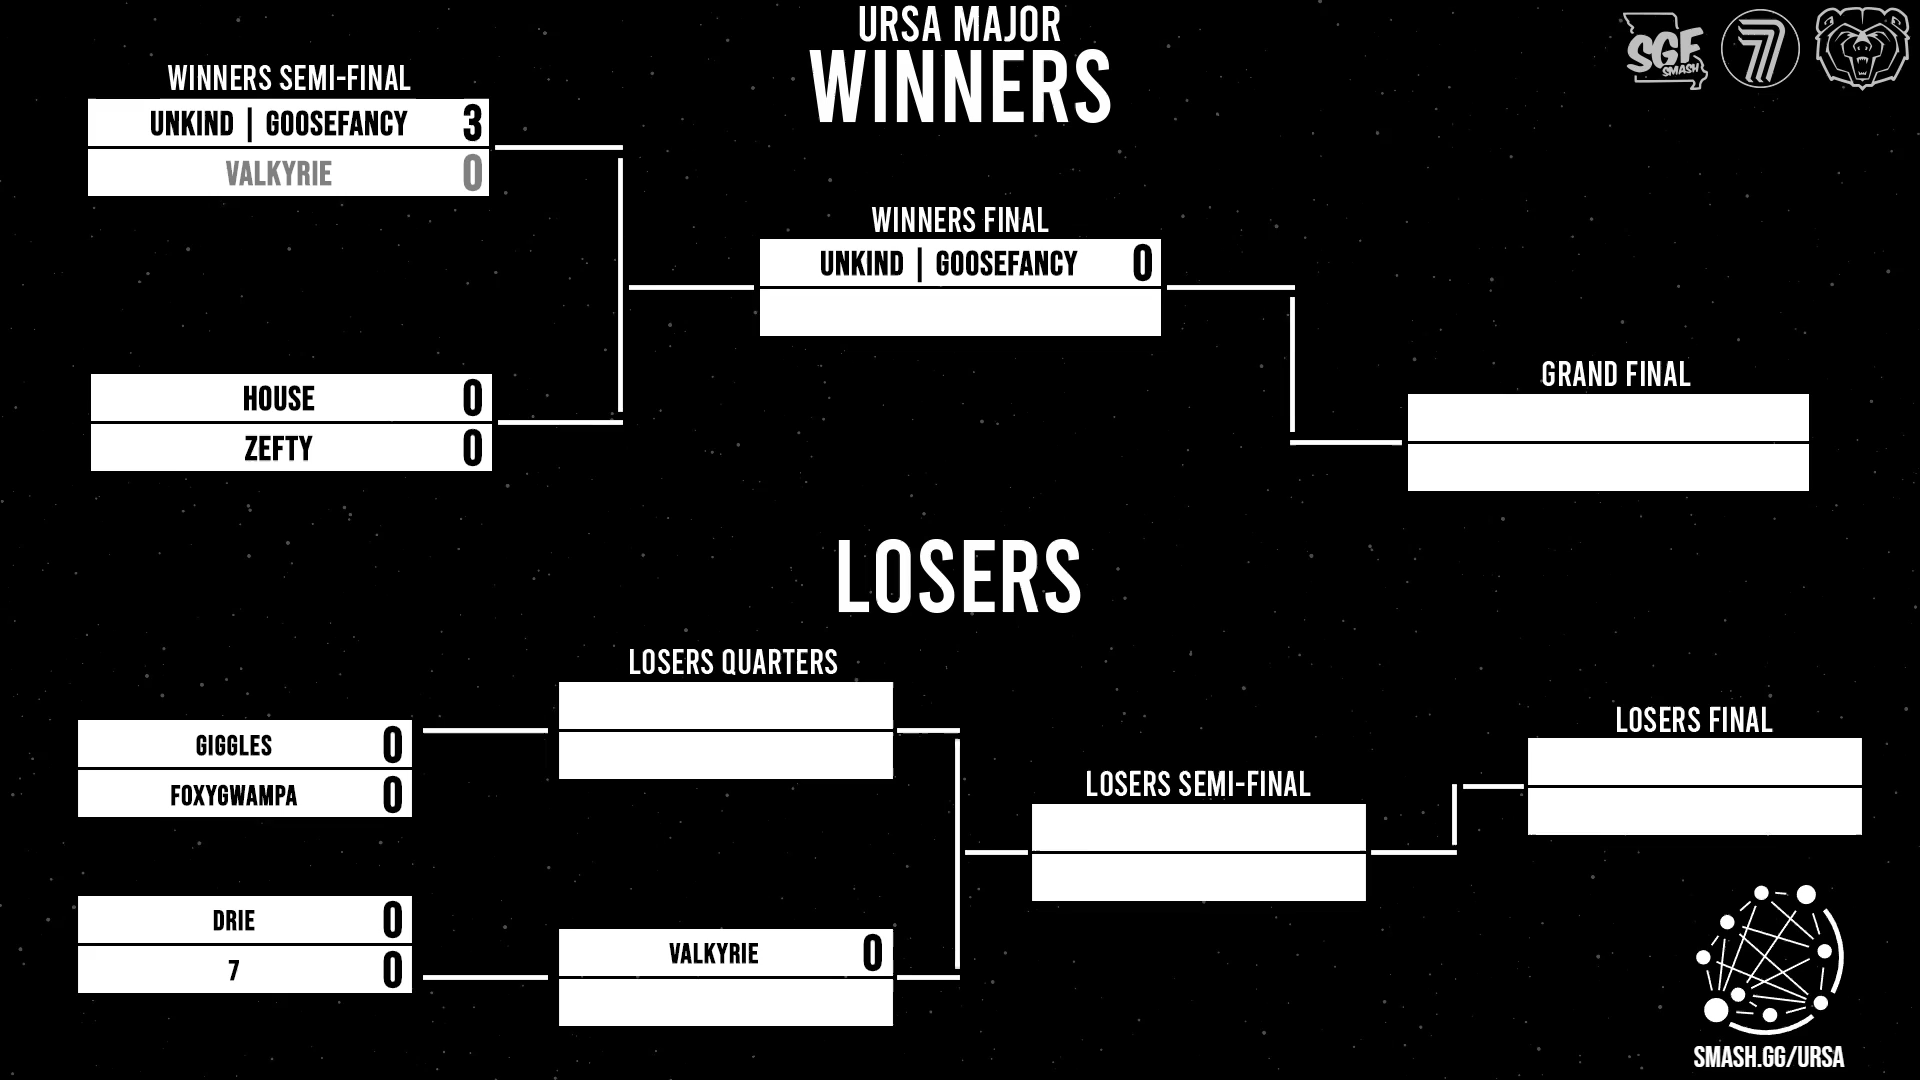 URSA MAJOR
WINNERS
SGF
SMASH
7
WINNERS SEMI-FINAL
UNKIND | GOOSEFANCY 3
VALKYRIE 0
HOUSE 0
ZEFTY 0
WINNERS FINAL
UNKIND | GOOSEFANCY 0
GRAND FINAL
LOSERS
GIGGLES 0
FOXYGWAMPA 0
DRIE 0
7 0
LOSERS QUARTERS
VALKYRIE 0
LOSERS SEMI-FINAL
LOSERS FINAL
SMASH.GG/URSA